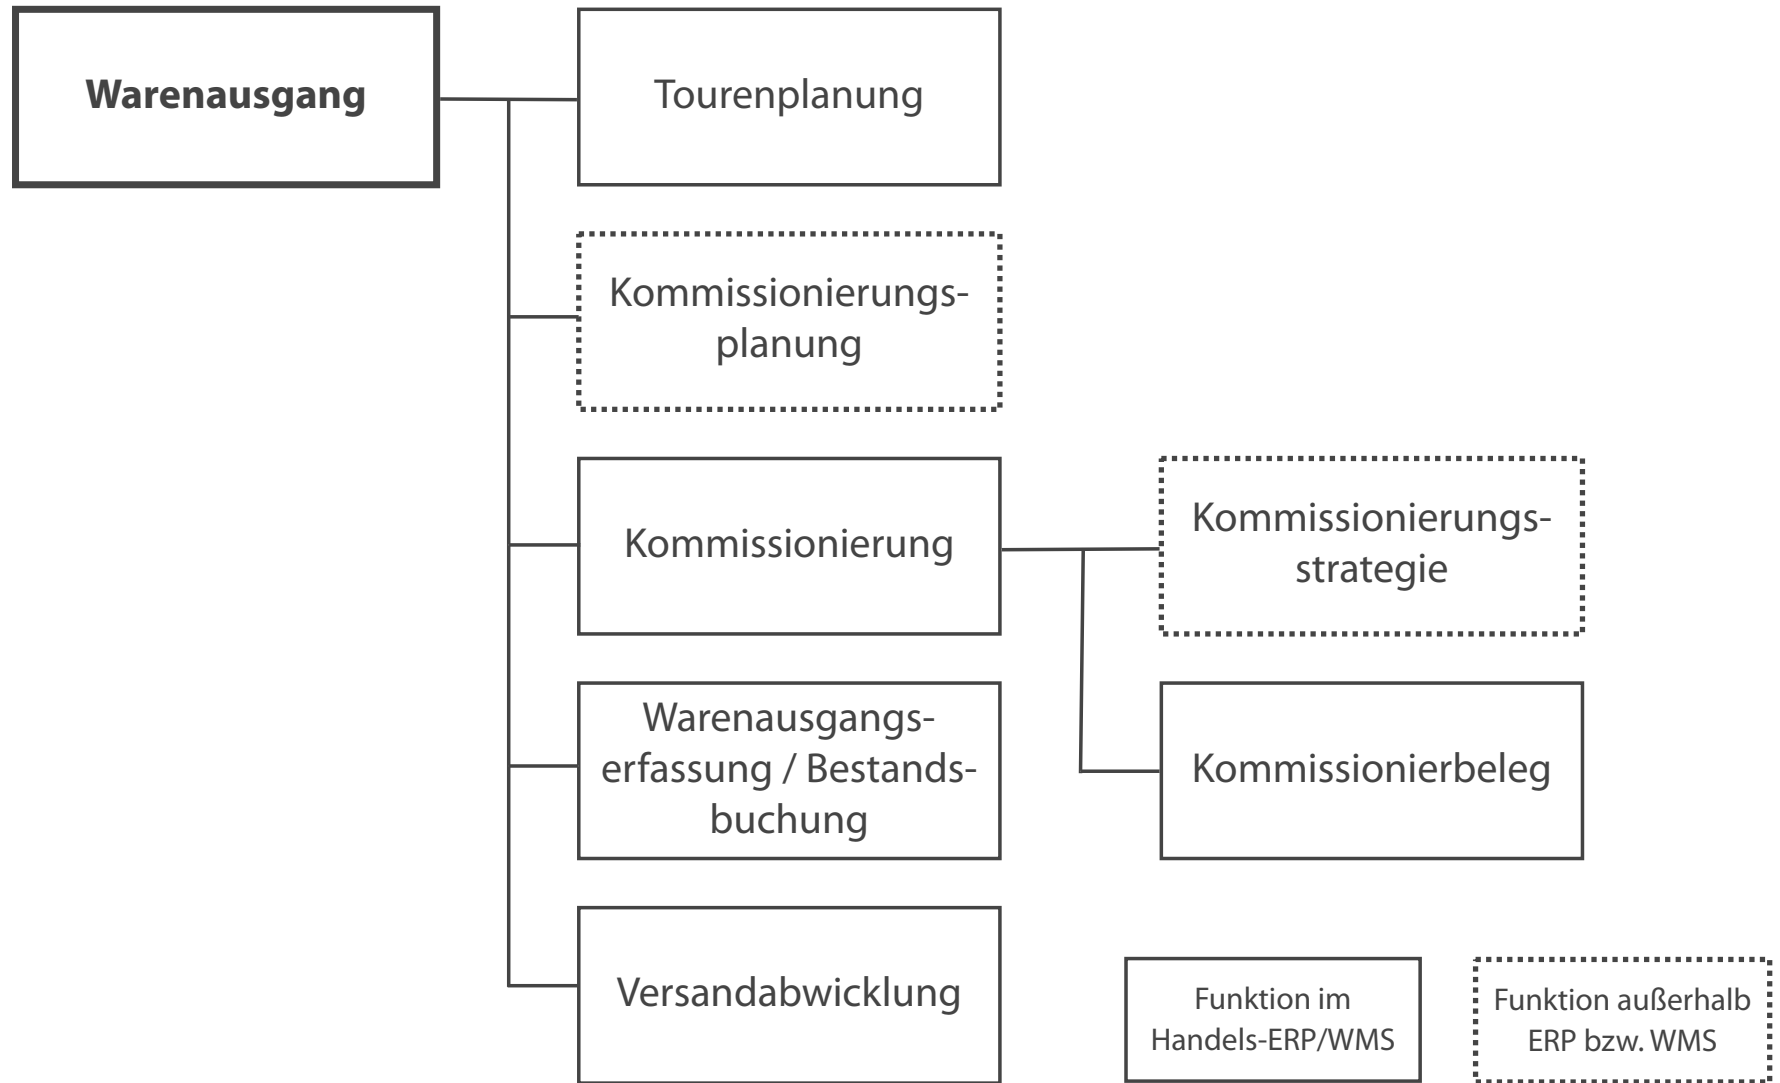 Warenausgang
Tourenplanung
Kommissionierungs-
planung
Kommissionierung
Kommissionierungs-
strategie
Warenausgangs-
erfassung / Bestands-
buchung
Kommissionierbeleg
Versandabwicklung
Funktion im
Handels-ERP/WMS
Funktion außerhalb
ERP bzw. WMS